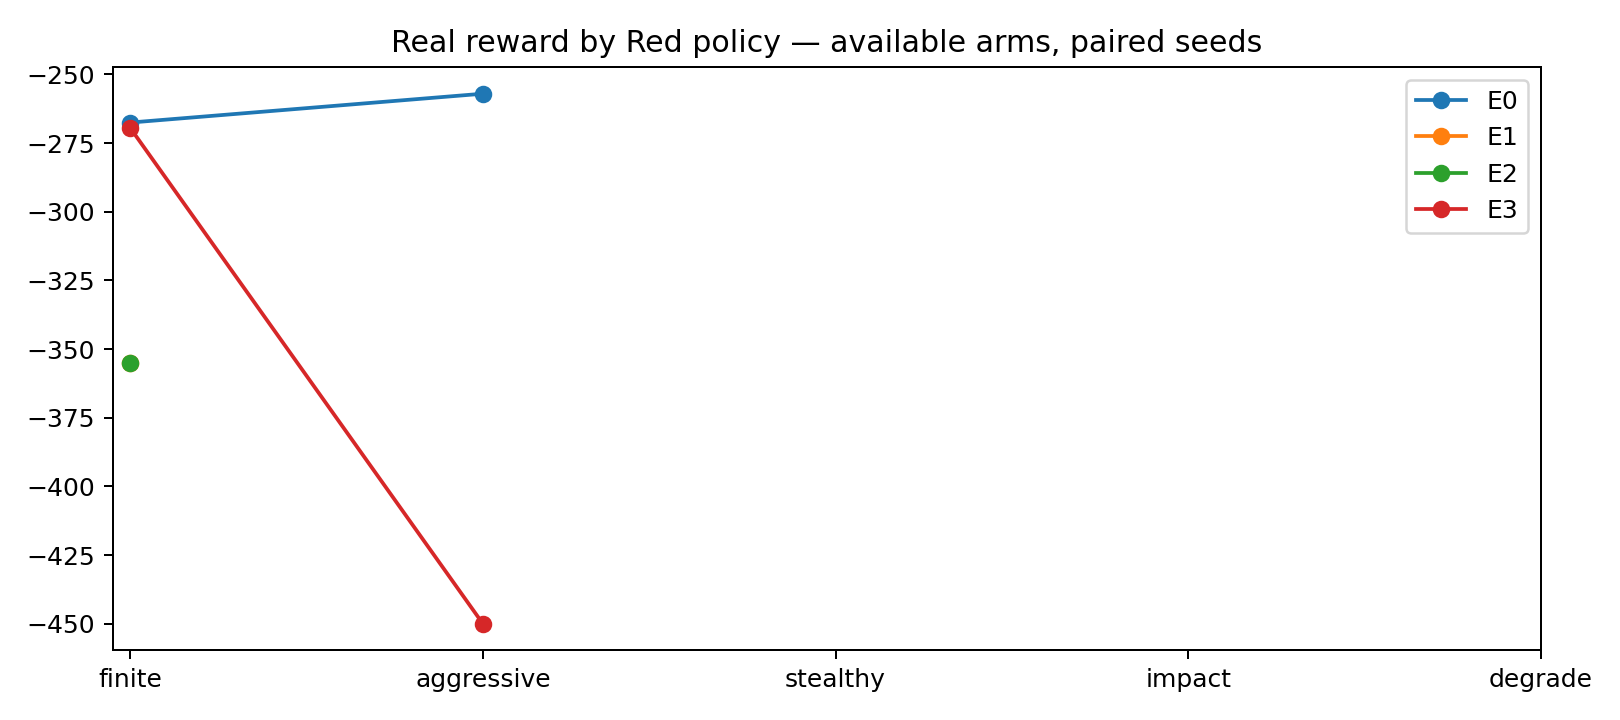 Real reward by Red policy — available arms, paired seeds
−250
−275
−300
−325
−350
−375
−400
−425
−450
E0
E1
E2
E3
finite
aggressive
stealthy
impact
degrade